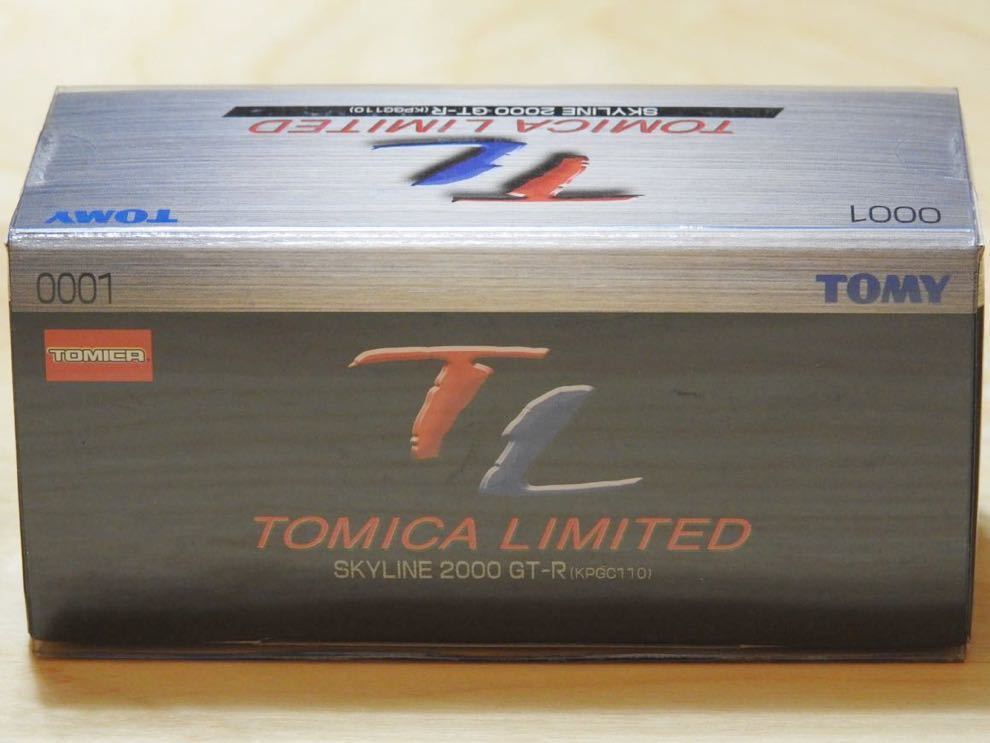 SKYLINE 2000 GT-R (KPGC110)
TOMICA LIMITED
TL
TOMY
0001
0001
TOMY
TOMICA
TL
TOMICA LIMITED
SKYLINE 2000 GT-R (KPGC110)